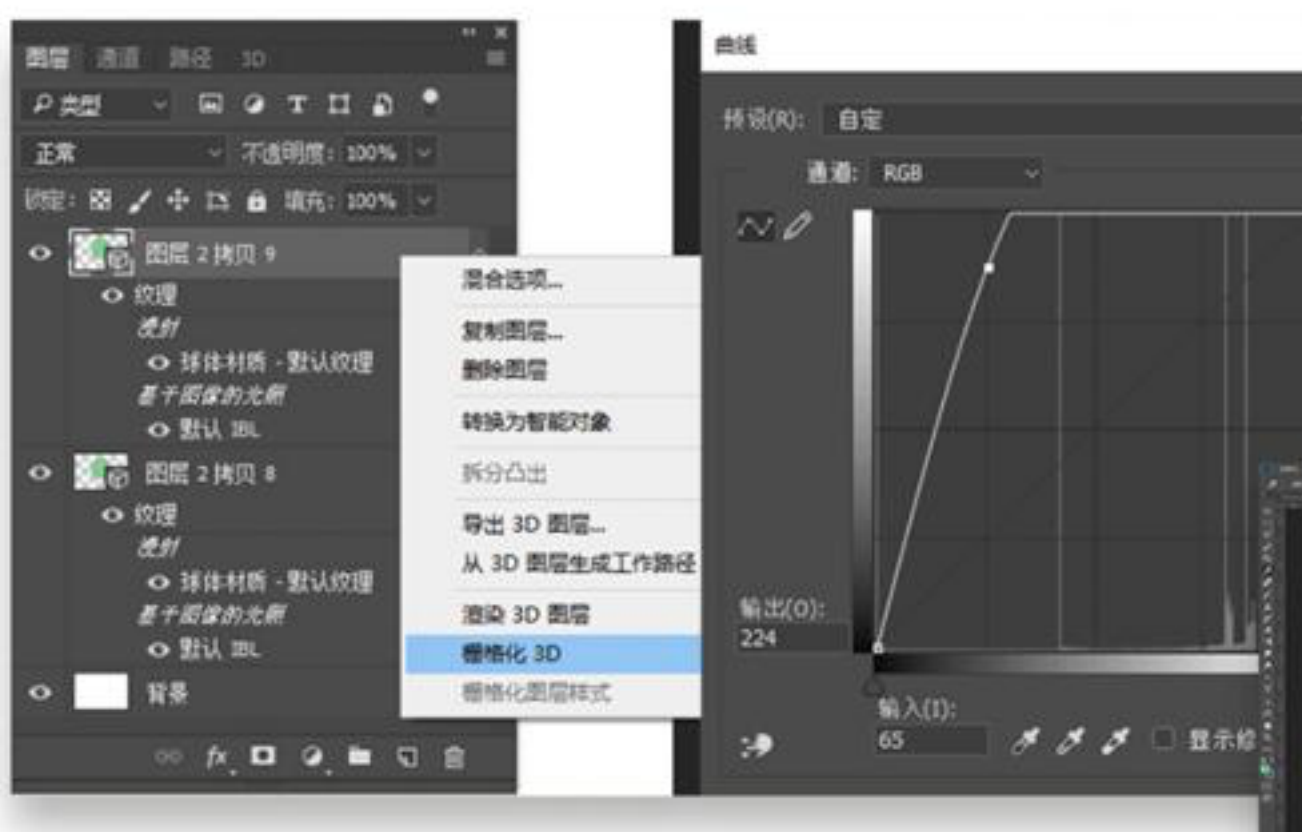 图层 通道 路径 3D
类型
正常 不透明度: 100%
锁定: 填充: 100%
图层 2 拷贝 9
纹理
漫射
球体材质 - 默认纹理
基于图像的光照
默认 IBL
图层 2 拷贝 8
纹理
漫射
球体材质 - 默认纹理
基于图像的光照
默认 IBL
背景
fx
混合选项...
复制图层...
删除图层
转换为智能对象
拆分凸出
导出 3D 图层...
从 3D 图层生成工作路径
渲染 3D 图层
栅格化 3D
栅格化图层样式
曲线
预设(R): 自定
通道: RGB
输出(O):
224
输入(I):
65
显示修